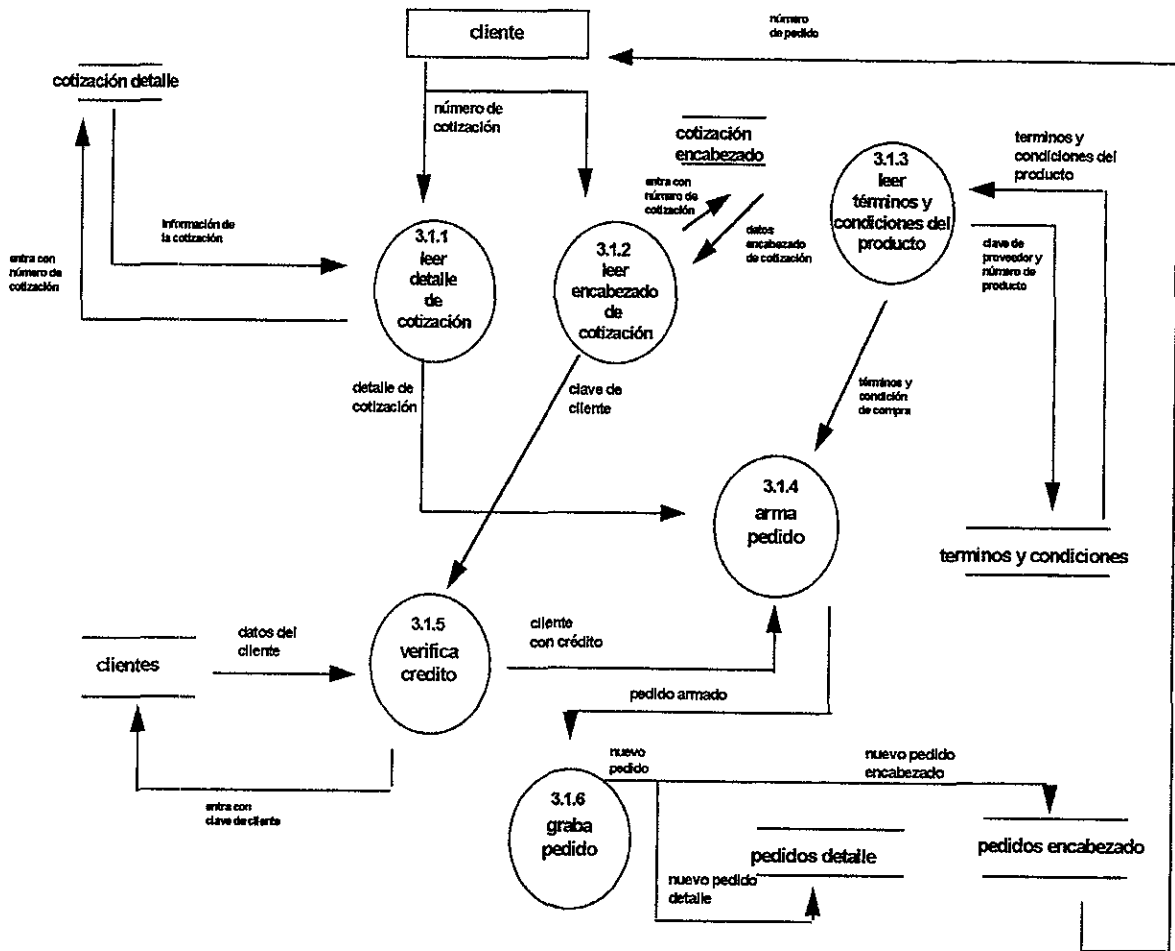 cliente
número
de pedido
cotización detalle
número de
cotización
cotización
encabezado
3.1.3
leer
términos y
condiciones del
producto
terminos y
condiciones del
producto
entra con
número de
cotización
Información de
la cotización
3.1.1
leer
detalle
de
cotización
3.1.2
leer
encabezado
de
cotización
datos
encabezado
de cotización
clave de
proveedor y
número de
producto
entra con
número de
cotización
detalle de
cotización
clave de
cliente
términos y
condición
de compra
3.1.4
arma
pedido
terminos y condiciones
clientes
datos del
cliente
3.1.5
verifica
credito
cliente
con crédito
pedido armado
entra con
clave de cliente
nuevo
pedido
nuevo pedido
encabezado
3.1.6
graba
pedido
pedidos detalle
pedidos encabezado
nuevo pedido
detalle